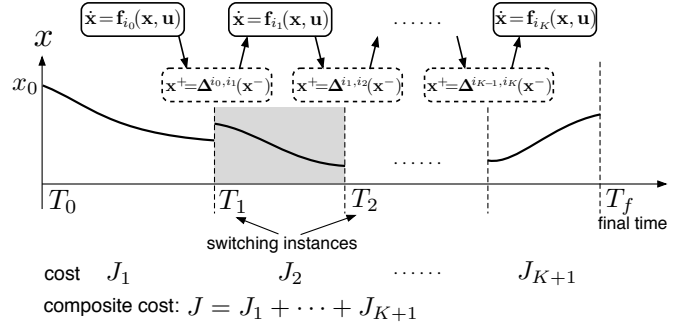 ẋ = f_{i_0}(x, u) ẋ = f_{i_1}(x, u) ...... ẋ = f_{i_K}(x, u)
x
x⁺=Δ^{i_0,i_1}(x⁻) x⁺=Δ^{i_1,i_2}(x⁻) x⁺=Δ^{i_{K-1},i_K}(x⁻)
x_0
......
T_0 T_1 T_2 T_f
final time
switching instances
cost J_1 J_2 ...... J_{K+1}
composite cost: J = J_1 + ⋯ + J_{K+1}